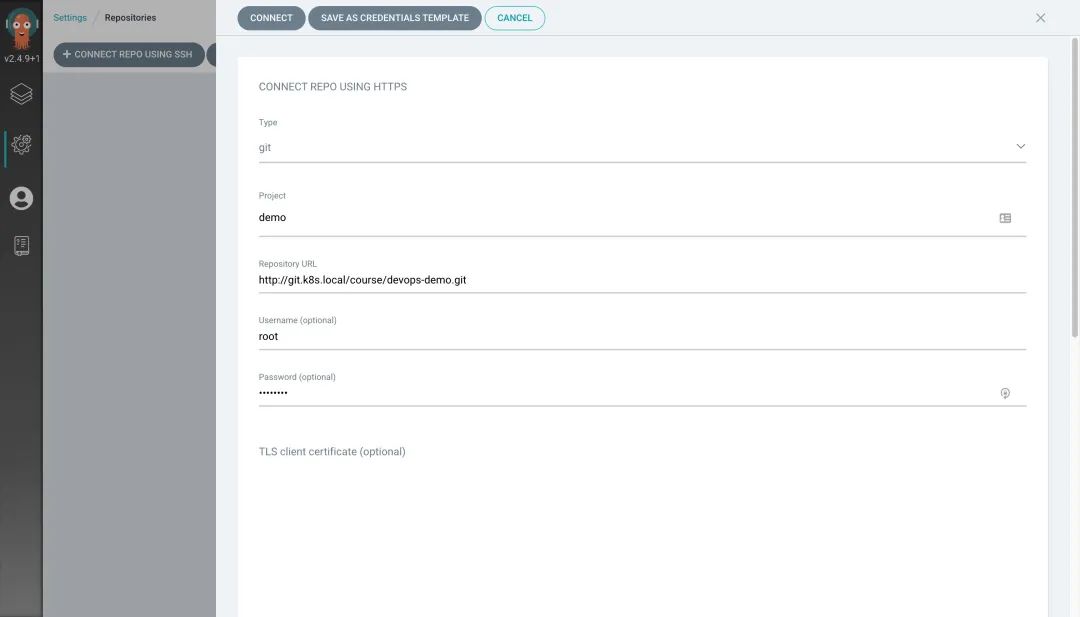 Settings / Repositories
CONNECT
SAVE AS CREDENTIALS TEMPLATE
CANCEL
v2.4.9+1
CONNECT REPO USING SSH
CONNECT REPO USING HTTPS
Type
git
Project
demo
Repository URL
http://git.k8s.local/course/devops-demo.git
Username (optional)
root
Password (optional)
••••••••
TLS client certificate (optional)